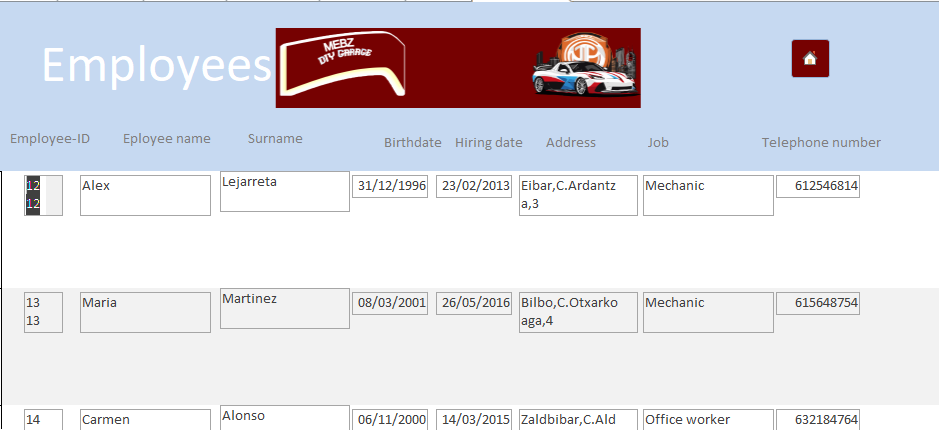 Employees
MEBZ
DIY GARAGE
Employee-ID Eployee name Surname Birthdate Hiring date Address Job Telephone number
12 Alex Lejarreta 31/12/1996 23/02/2013 Eibar,C.Ardantz Mechanic 612546814
12 a,3
13 Maria Martinez 08/03/2001 26/05/2016 Bilbo,C.Otxarko Mechanic 615648754
13 aga,4
14 Carmen Alonso 06/11/2000 14/03/2015 Zaldbibar,C.Ald Office worker 632184764